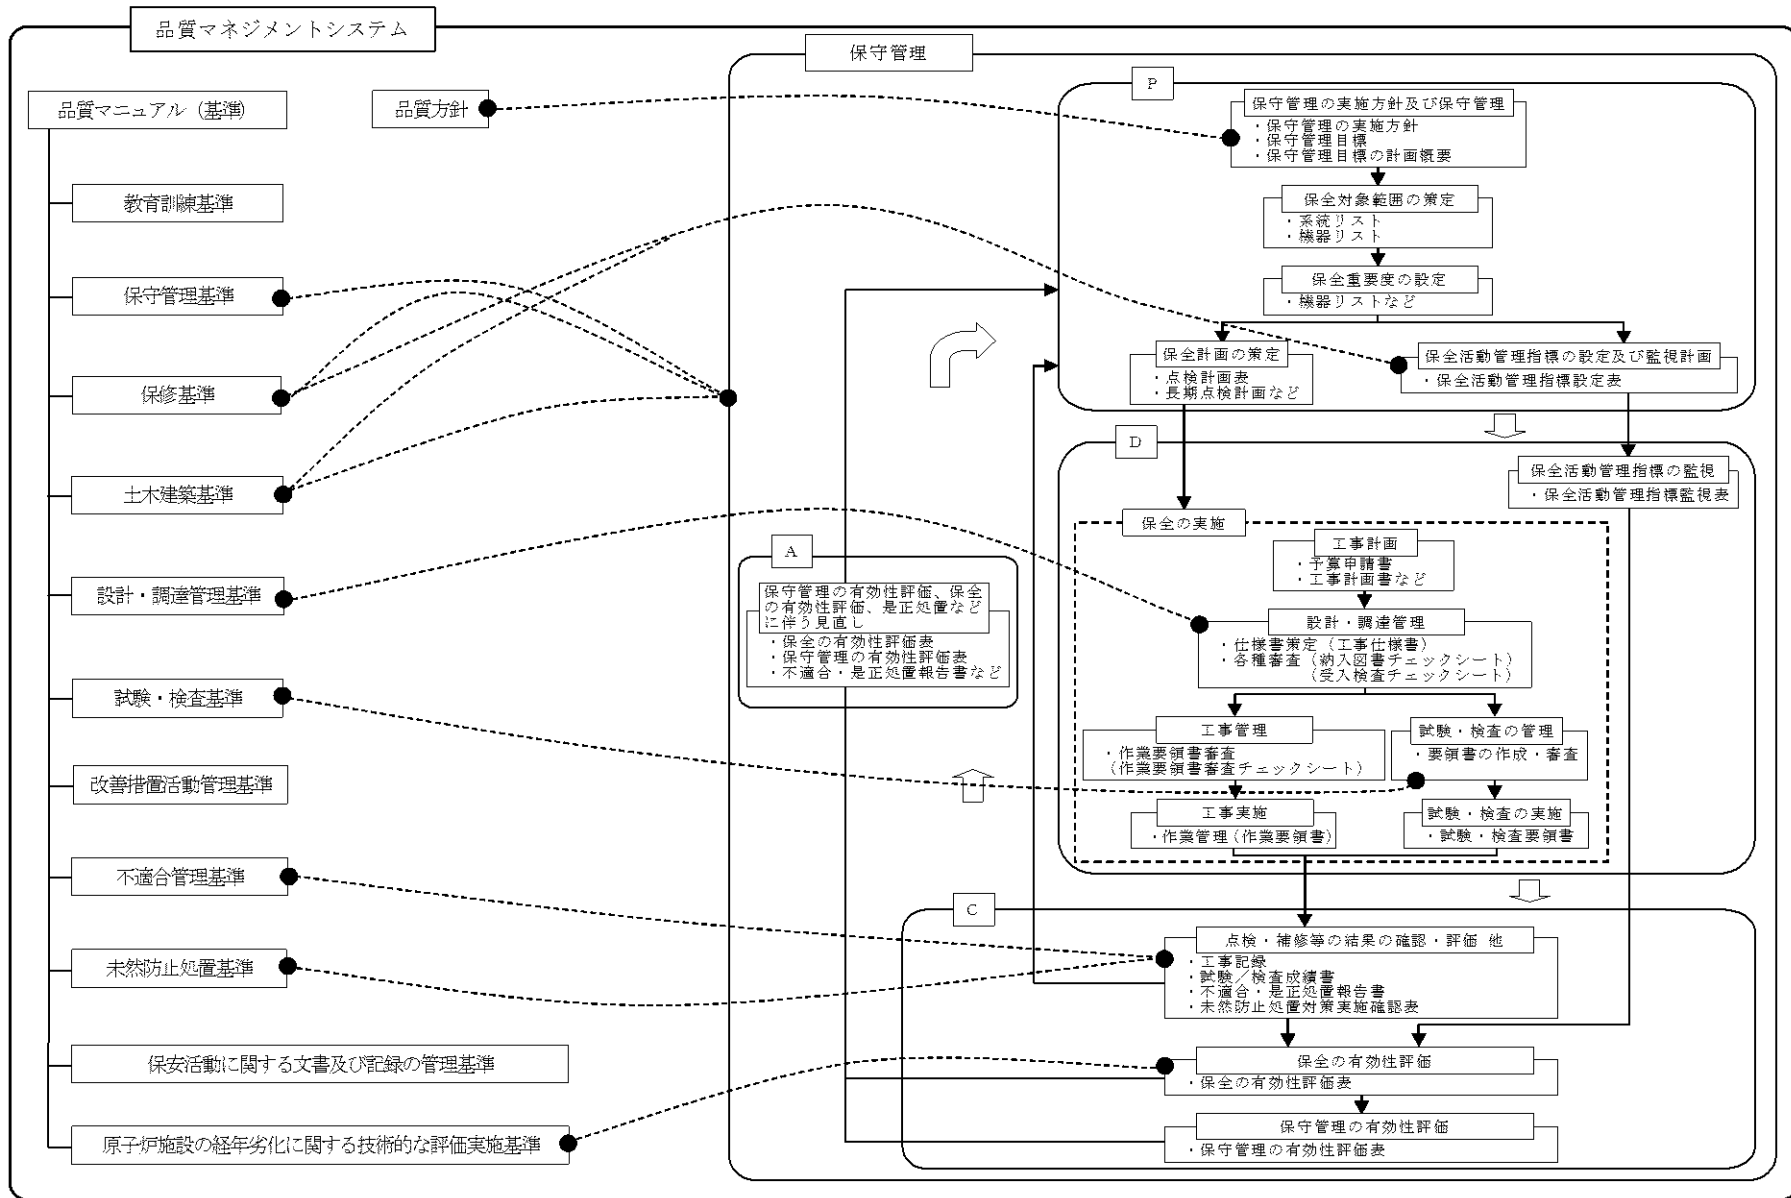 品質マネジメントシステム
品質マニュアル（基準）
品質方針
教育訓練基準
保守管理基準
保修基準
土木建築基準
設計・調達管理基準
試験・検査基準
改善措置活動管理基準
不適合管理基準
未然防止処置基準
保安活動に関する文書及び記録の管理基準
原子炉施設の経年劣化に関する技術的な評価実施基準
保守管理
P
保守管理の実施方針及び保守管理
・保守管理の実施方針
・保守管理目標
・保守管理目標の計画概要
保全対象範囲の策定
・系統リスト
・機器リスト
保全重要度の設定
・機器リストなど
保全計画の策定
・点検計画表
・長期点検計画など
保全活動管理指標の設定及び監視計画
・保全活動管理指標設定表
D
保全活動管理指標の監視
・保全活動管理指標監視表
保全の実施
工事計画
・予算申請書
・工事計画書など
設計・調達管理
・仕様書策定（工事仕様書）
・各種審査（納入図書チェックシート）
（受入検査チェックシート）
工事管理
・作業要領書審査
（作業要領書審査チェックシート）
試験・検査の管理
・要領書の作成・審査
工事実施
・作業管理（作業要領書）
試験・検査の実施
・試験・検査要領書
A
保守管理の有効性評価、保全
の有効性評価、是正処置など
に伴う見直し
・保全の有効性評価表
・保守管理の有効性評価表
・不適合・是正処置報告書など
C
点検・補修等の結果の確認・評価 他
・工事記録
・試験／検査成績書
・不適合・是正処置報告書
・未然防止処置対策実施確認表
保全の有効性評価
・保全の有効性評価表
保守管理の有効性評価
・保守管理の有効性評価表